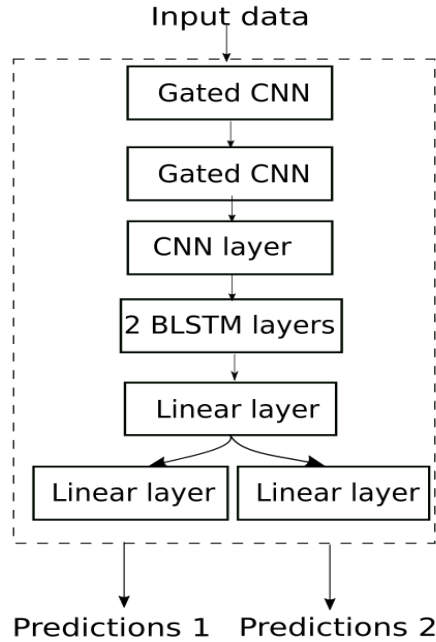 Input data
Gated CNN
Gated CNN
CNN layer
2 BLSTM layers
Linear layer
Linear layer
Linear layer
Predictions 1
Predictions 2